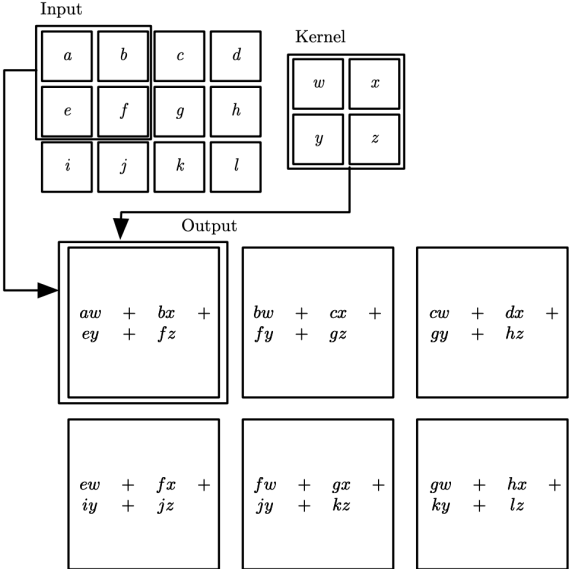 Input
a b c d
e f g h
i j k l
Kernel
w x
y z
Output
aw + bx +
ey + fz
bw + cx +
fy + gz
cw + dx +
gy + hz
ew + fx +
iy + jz
fw + gx +
jy + kz
gw + hx +
ky + lz